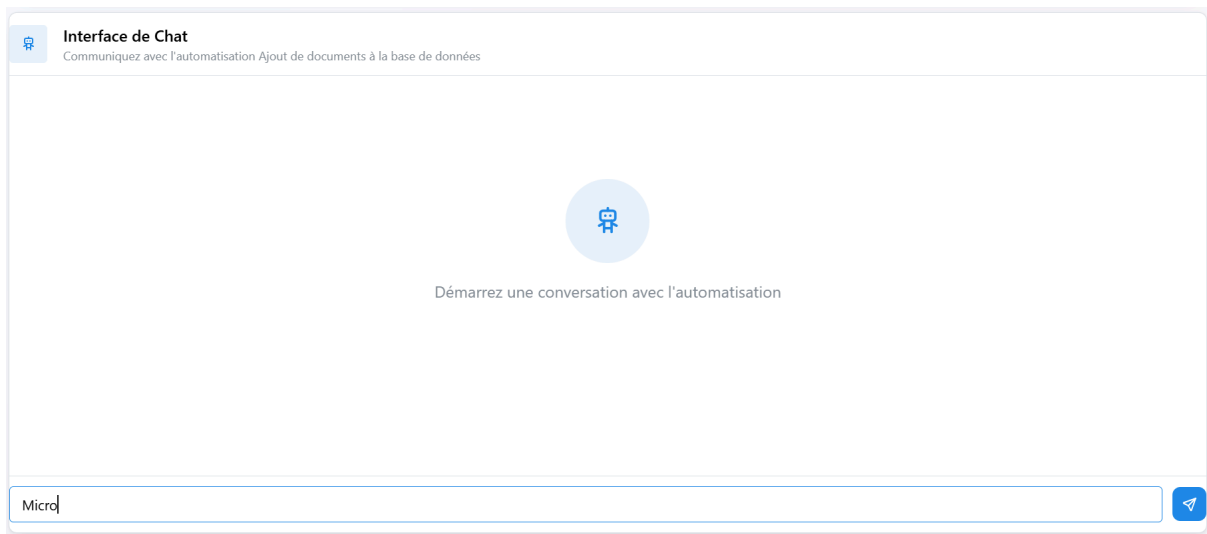 Interface de Chat
Communiquez avec l'automatisation Ajout de documents à la base de données
Démarrez une conversation avec l'automatisation
Micro